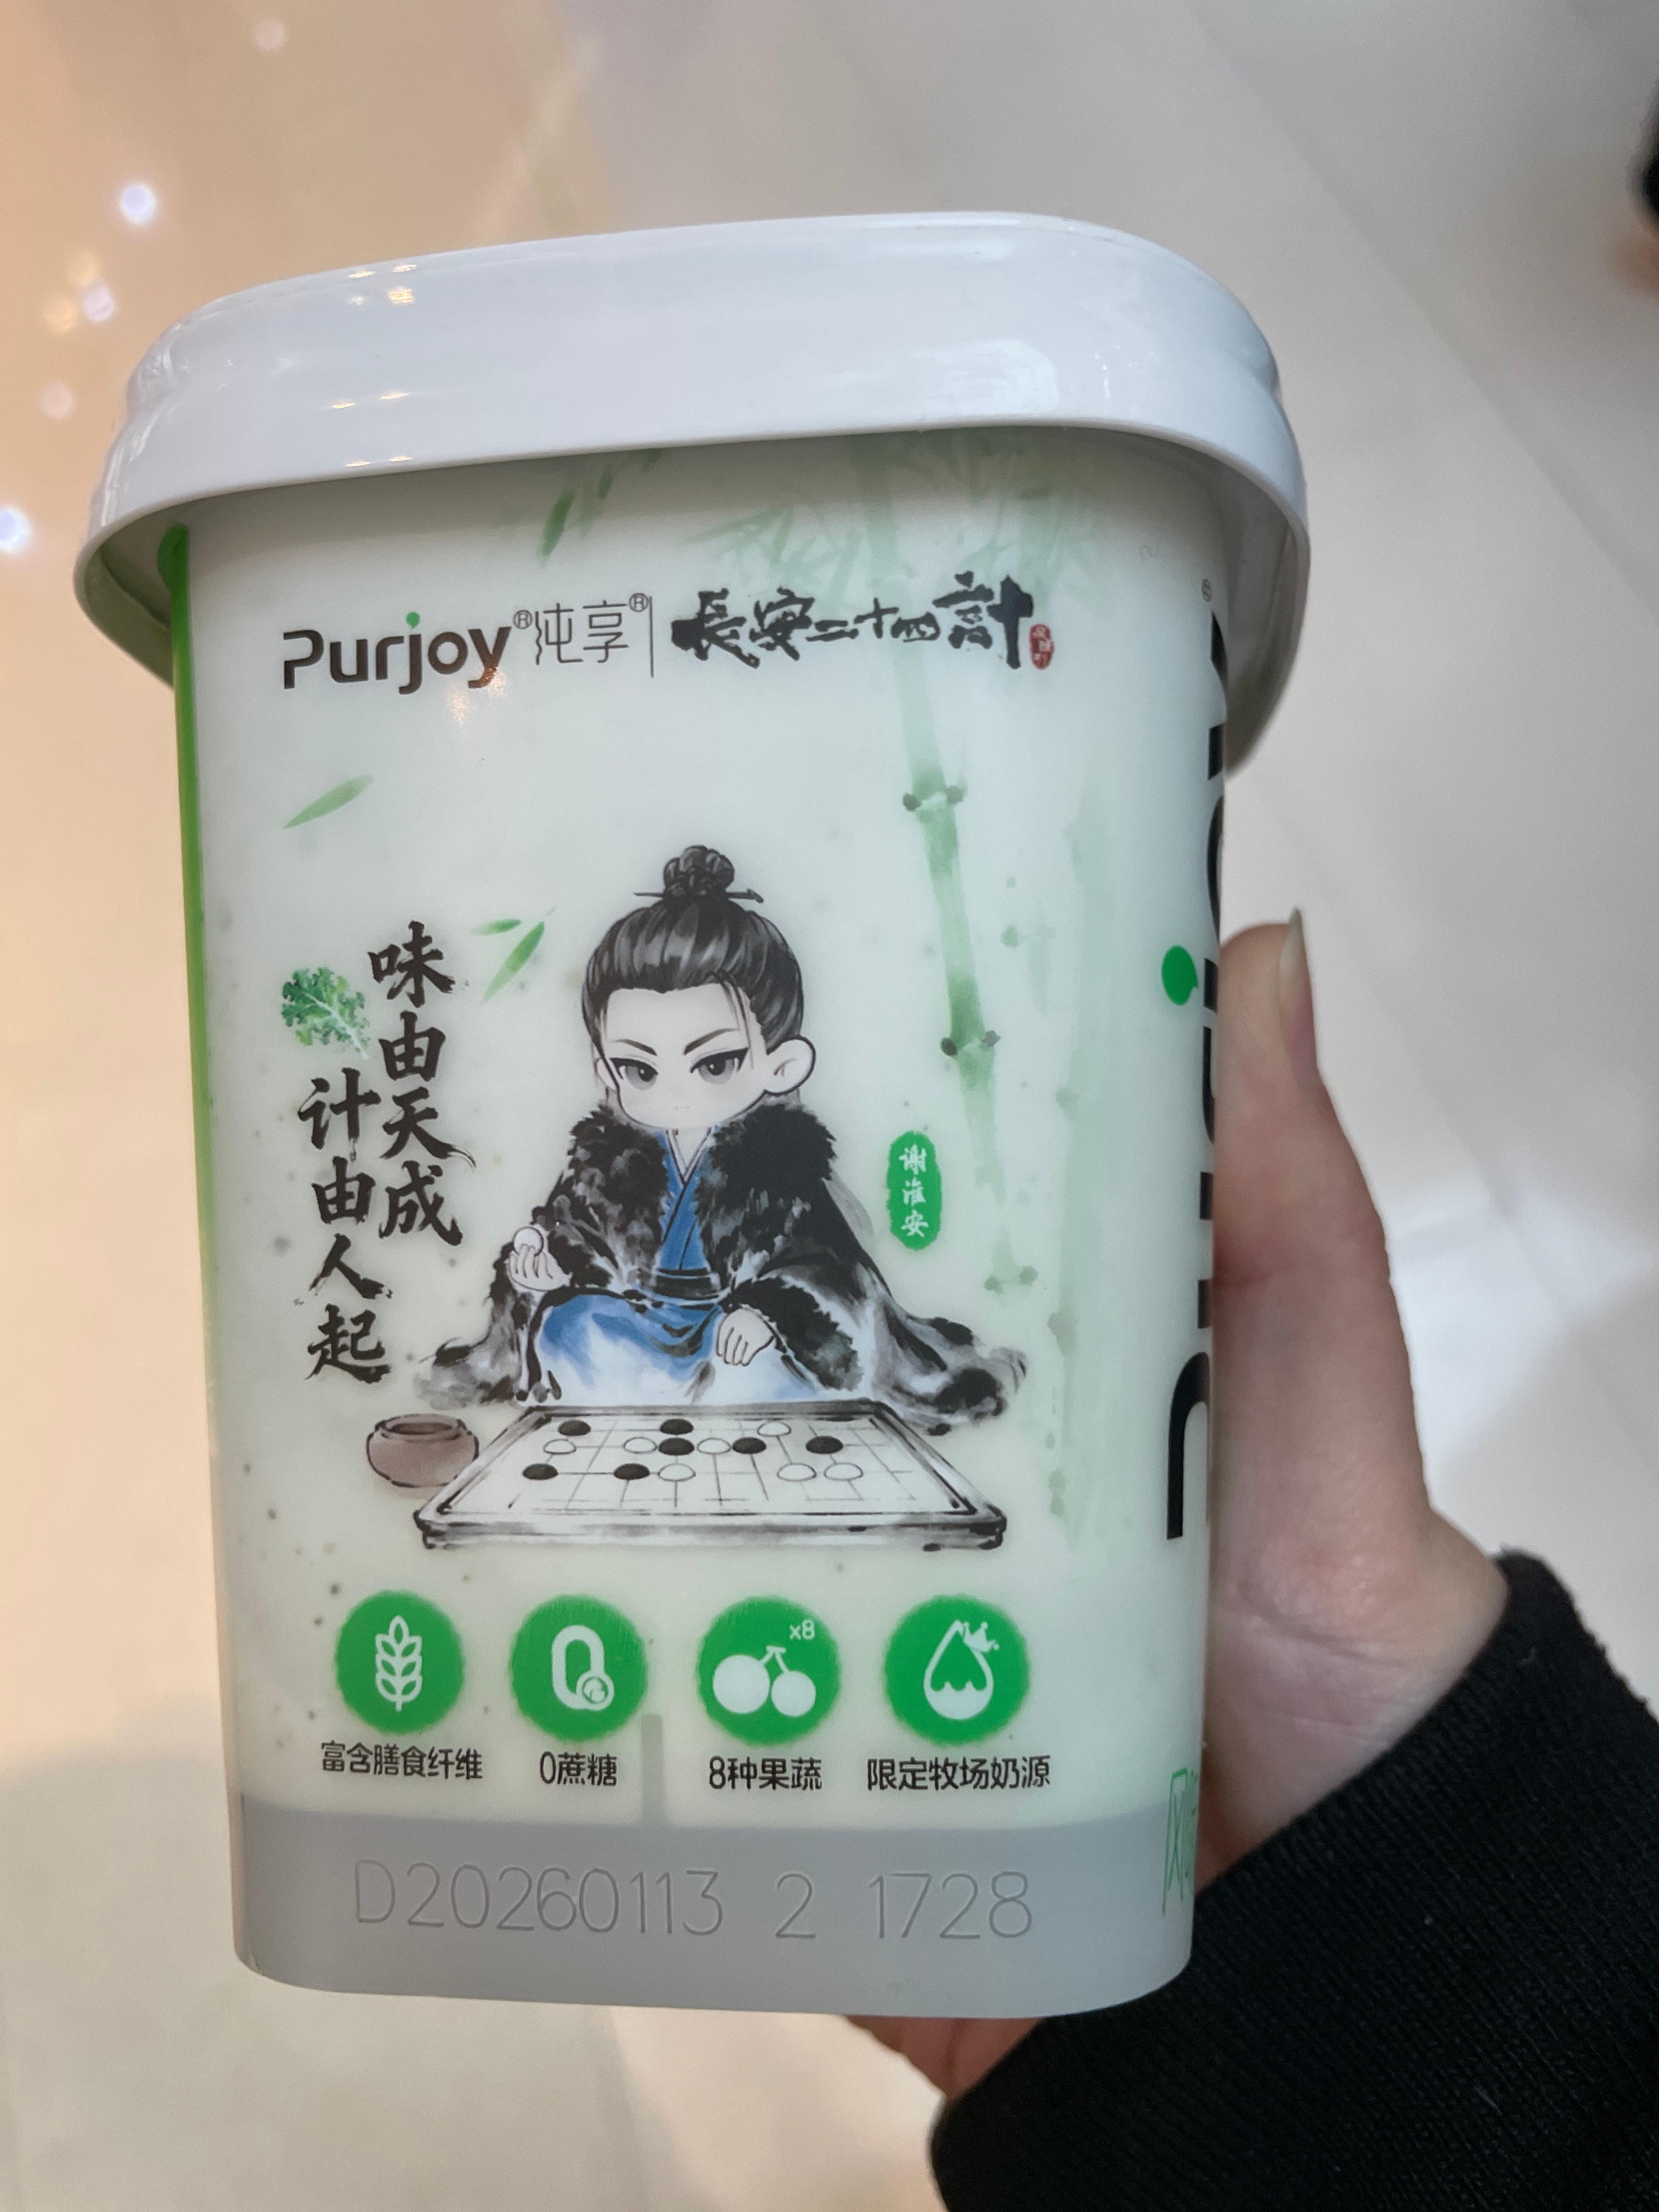 Purjoy®纯享® 長安二十四計
味由天成
计由人起
谢淮安
x8
富含膳食纤维
0蔗糖
8种果蔬
限定牧场奶源
D20260113 2 1728